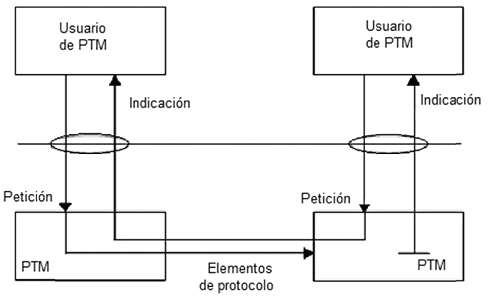 Usuario
de PTM
Usuario
de PTM
Indicación
Indicación
Petición
Petición
PTM
Elementos
de protocolo
PTM